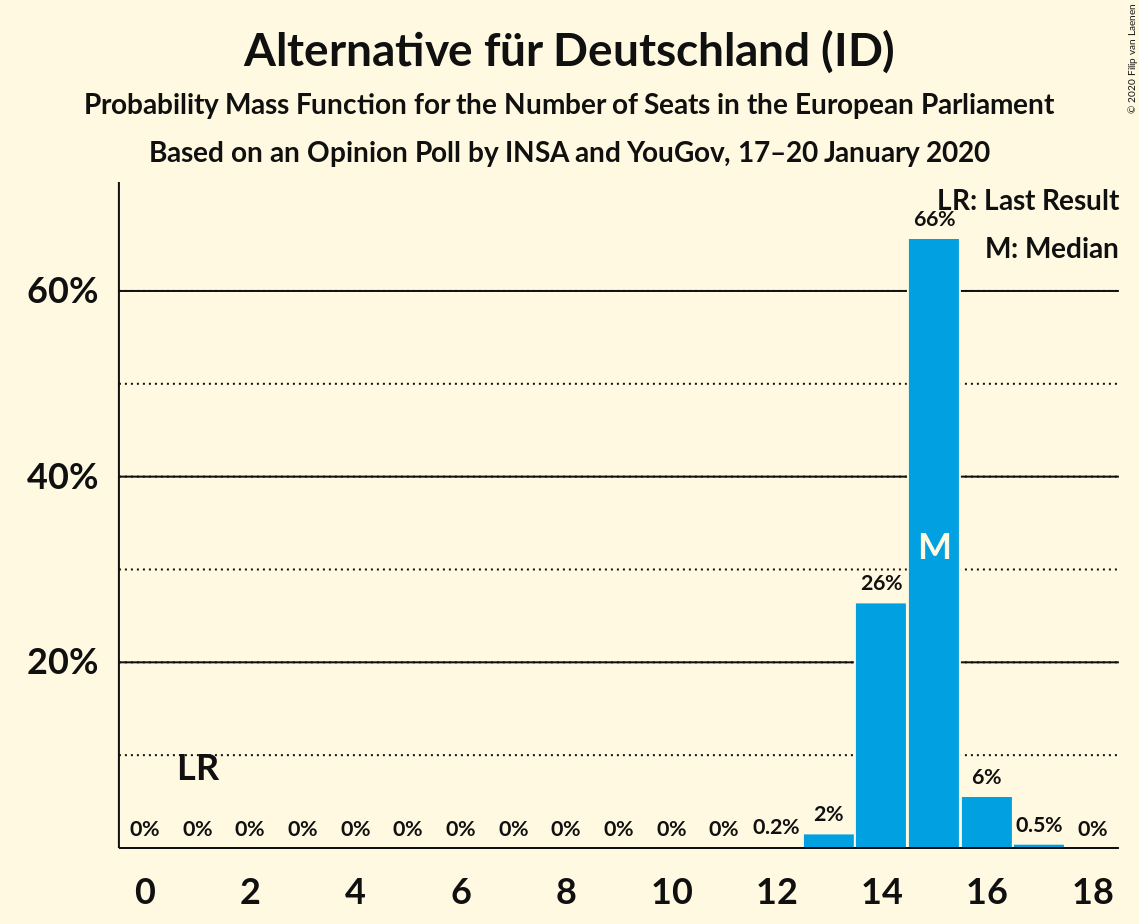 Alternative für Deutschland (ID)
Probability Mass Function for the Number of Seats in the European Parliament
Based on an Opinion Poll by INSA and YouGov, 17–20 January 2020
© 2020 Filip van Laenen
LR: Last Result
M: Median
66%
60%
40%
M
26%
20%
LR
6%
0% 0% 0% 0% 0% 0% 0% 0% 0% 0% 0% 0% 0.2% 2% 0.5% 0%
0 2 4 6 8 10 12 14 16 18